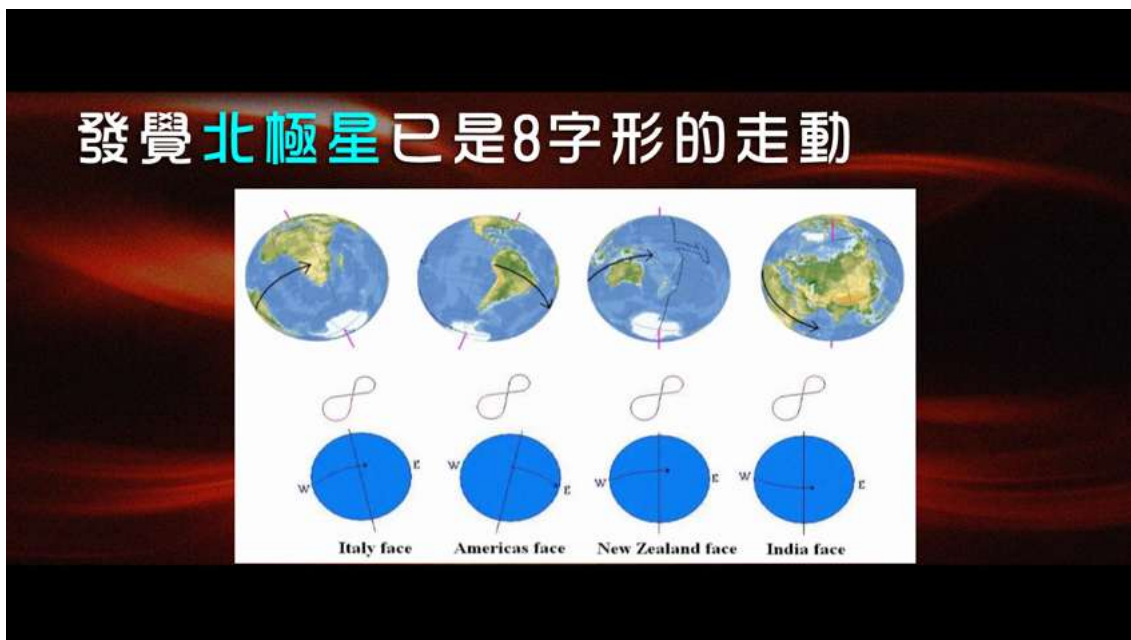 發覺北極星已是8字形的走動
W E W E W E W E
Italy face Americas face New Zealand face India face